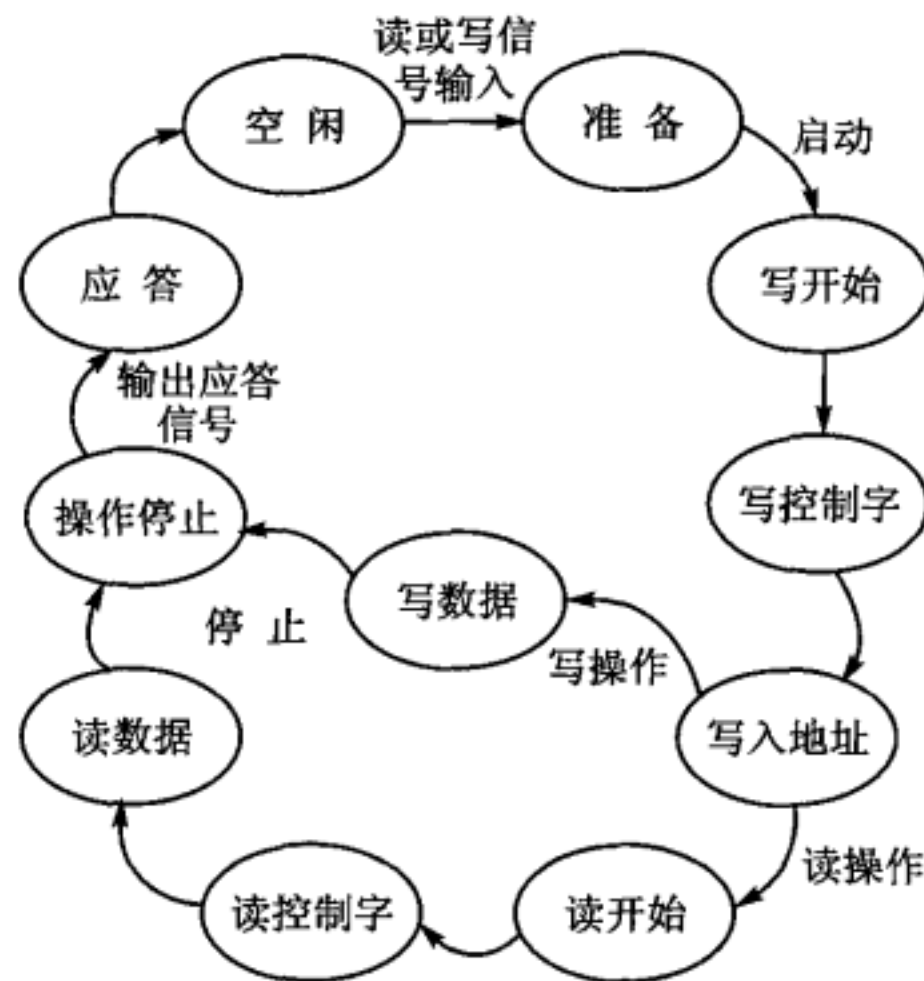 读或写信
号输入
空 闲
准 备
启动
应 答
写开始
输出应答
信号
操作停止
写控制字
写数据
停 止
写操作
读数据
写入地址
读操作
读控制字
读开始